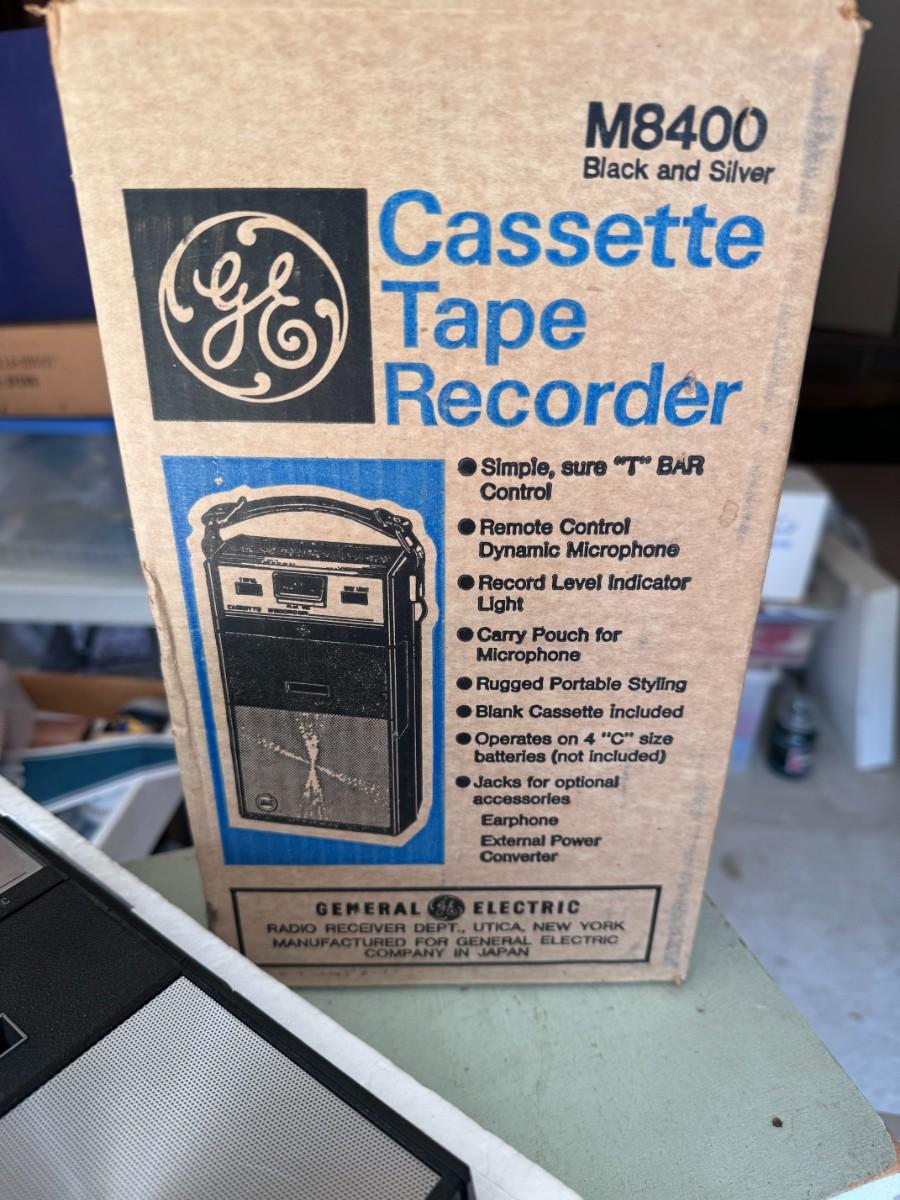 M8400
Black and Silver
GE
Cassette
Tape
Recorder
● Simple, sure "T" BAR
Control
● Remote Control
Dynamic Microphone
● Record Level Indicator
Light
● Carry Pouch for
Microphone
● Rugged Portable Styling
● Blank Cassette included
● Operates on 4 "C" size
batteries (not included)
● Jacks for optional
accessories
Earphone
External Power
Converter
CASSETTE RECORDER
GENERAL GE ELECTRIC
RADIO RECEIVER DEPT., UTICA, NEW YORK
MANUFACTURED FOR GENERAL ELECTRIC
COMPANY IN JAPAN